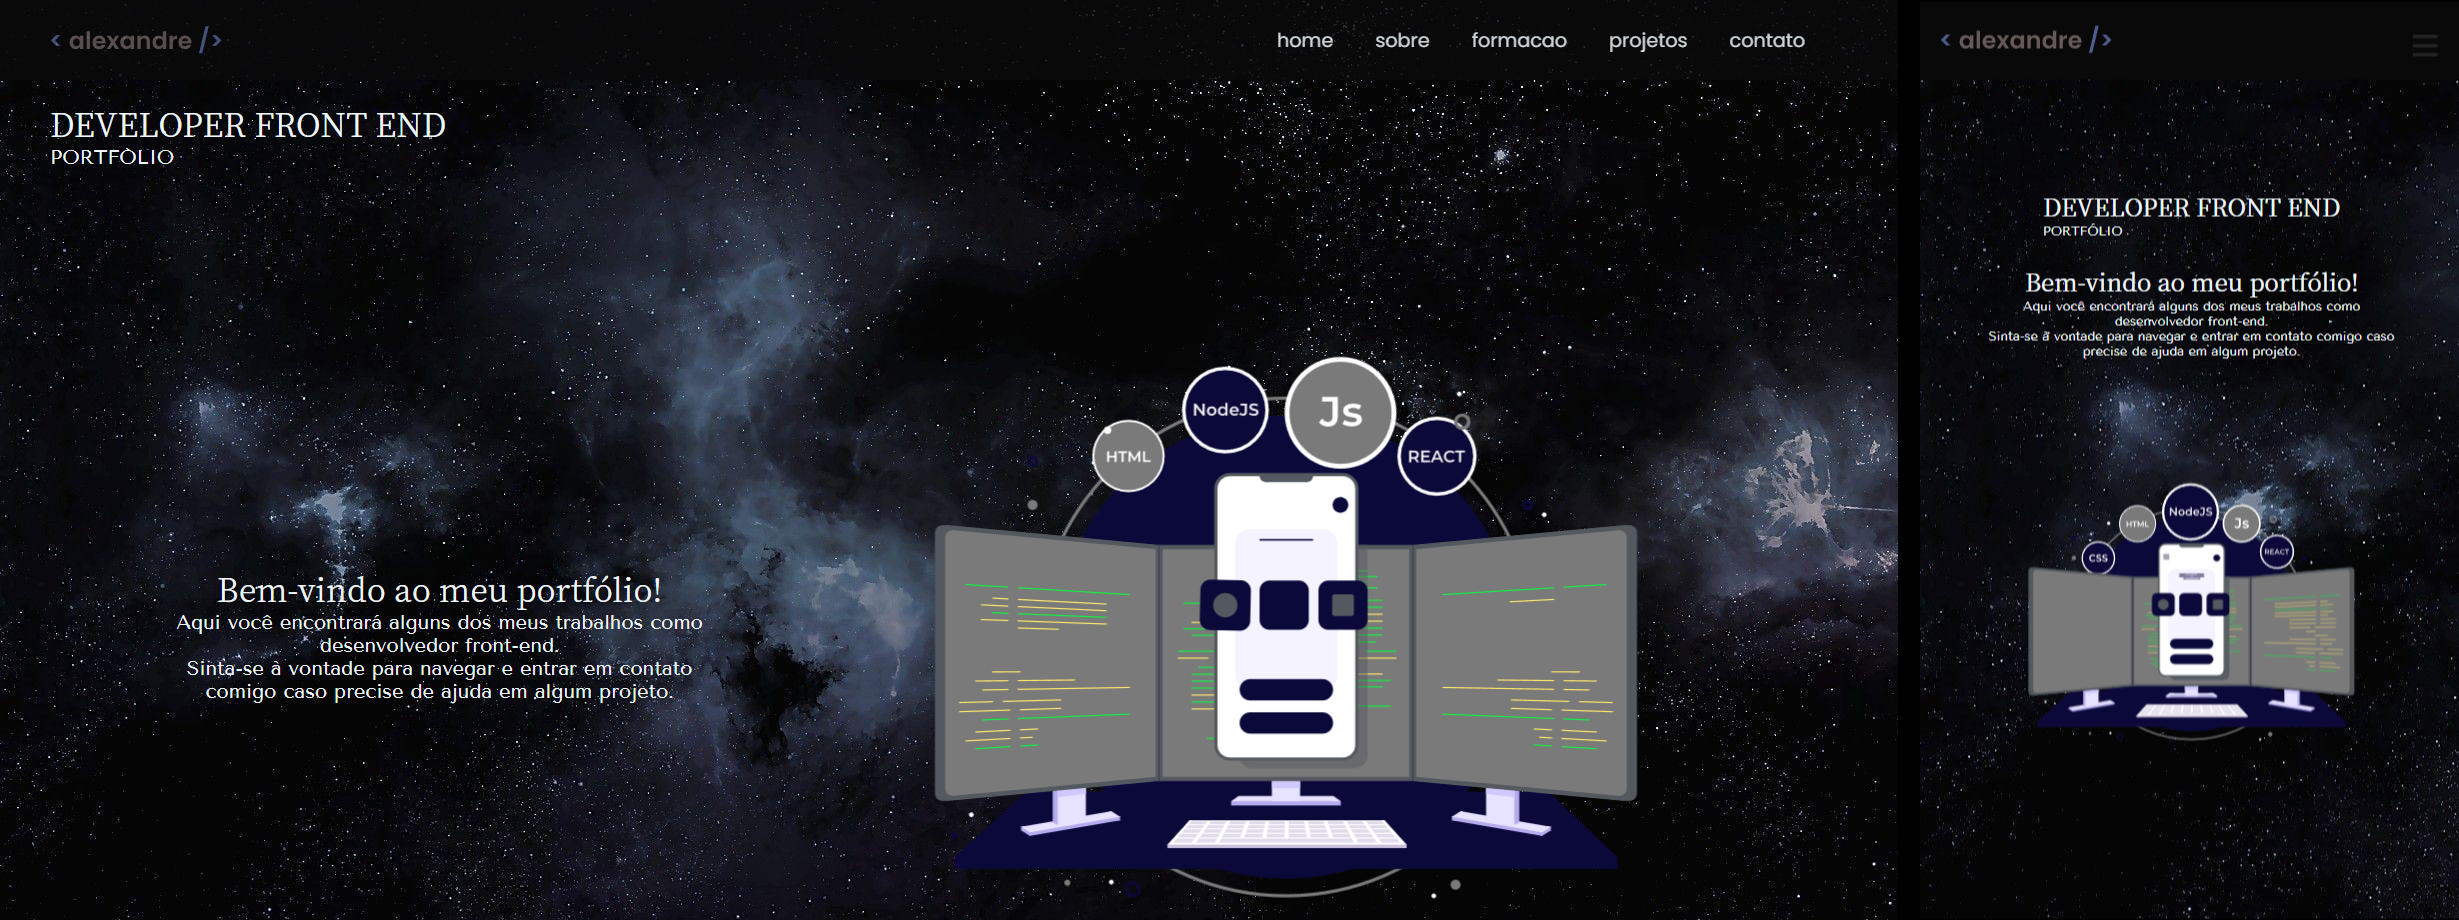 < alexandre />
home sobre formacao projetos contato
DEVELOPER FRONT END
PORTFÓLIO
Bem-vindo ao meu portfólio!
Aqui você encontrará alguns dos meus trabalhos como
desenvolvedor front-end.
Sinta-se à vontade para navegar e entrar em contato
comigo caso precise de ajuda em algum projeto.
HTML
NodeJS
Js
REACT
< alexandre />
DEVELOPER FRONT END
PORTFÓLIO
Bem-vindo ao meu portfólio!
Aqui você encontrará alguns dos meus trabalhos como
desenvolvedor front-end.
Sinta-se à vontade para navegar e entrar em contato comigo caso
precise de ajuda em algum projeto.
CSS
HTML
NodeJS
Js
REACT